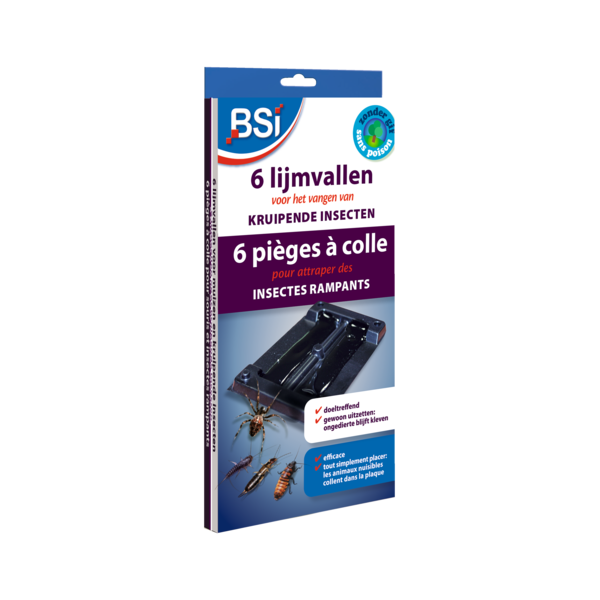 BSi
zonder gif
sans poison
6 lijmvallen
voor het vangen van
KRUIPENDE INSECTEN
6 pièges à colle
pour attraper des
INSECTES RAMPANTS
doeltreffend
gewoon uitzetten:
ongedierte blijft kleven
efficace
tout simplement placer:
les animaux nuisibles
collent dans la plaque
6 lijmvallen voor muizen en kruipende insecten
6 pièges à colle pour souris et insectes rampants